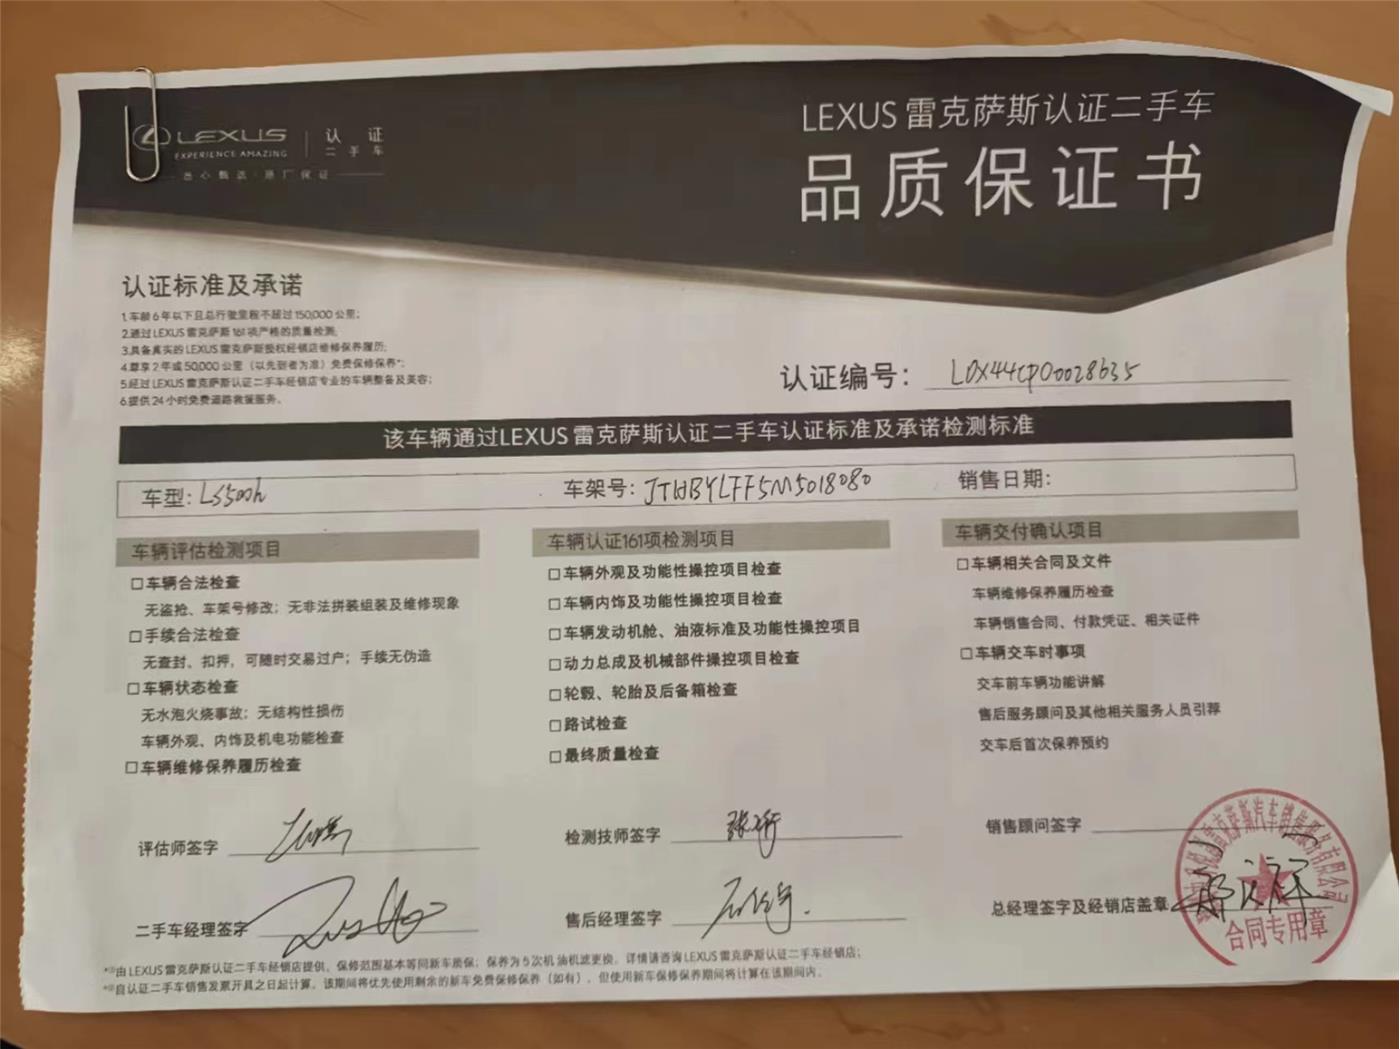 LEXUS
EXPERIENCE AMAZING
认证
二手车
悉心甄选·原厂保证
LEXUS 雷克萨斯认证二手车
品质保证书
认证标准及承诺
1.车龄6年以下且总行驶里程不超过150,000公里;
2.通过LEXUS雷克萨斯161项严格的质量检测;
3.具备真实的LEXUS雷克萨斯授权经销店维修保养履历;
4.尊享2年或50,000公里（以先到者为准）免费保修保养*;
5.经过LEXUS雷克萨斯认证二手车经销店专业的车辆整备及美容;
6.提供24小时免费道路救援服务。
认证编号: LDX44CP00028635
该车辆通过LEXUS雷克萨斯认证二手车认证标准及承诺检测标准
车型: LS500h 车架号: JTHBYLFF5M5018080 销售日期:
车辆评估检测项目
□车辆合法检查
无盗抢、车架号修改; 无非法拼装组装及维修现象
□手续合法检查
无查封、扣押, 可随时交易过户; 手续无伪造
□车辆状态检查
无水泡火烧事故; 无结构性损伤
车辆外观、内饰及机电功能检查
□车辆维修保养履历检查
车辆认证161项检测项目
□车辆外观及功能性操控项目检查
□车辆内饰及功能性操控项目检查
□车辆发动机舱、油液标准及功能性操控项目
□动力总成及机械部件操控项目检查
□轮毂、轮胎及后备箱检查
□路试检查
□最终质量检查
车辆交付确认项目
□车辆相关合同及文件
车辆维修保养履历检查
车辆销售合同、付款凭证、相关证件
□车辆交车时事项
交车前车辆功能讲解
售后服务顾问及其他相关服务人员引荐
交车后首次保养预约
评估师签字
检测技师签字
销售顾问签字
二手车经理签字
售后经理签字
总经理签字及经销店盖章
雷克萨斯汽车销售服务有限公司
合同专用章
*①由LEXUS雷克萨斯认证二手车经销店提供。保修范围基本等同新车质保; 保养为5次机油机滤更换。详情请咨询LEXUS雷克萨斯认证二手车经销店;
*②自认证二手车销售发票开具之日起计算。该期间将优先使用剩余的新车免费保修保养（如有）, 但使用新车保修保养期间将计算在该期间内。